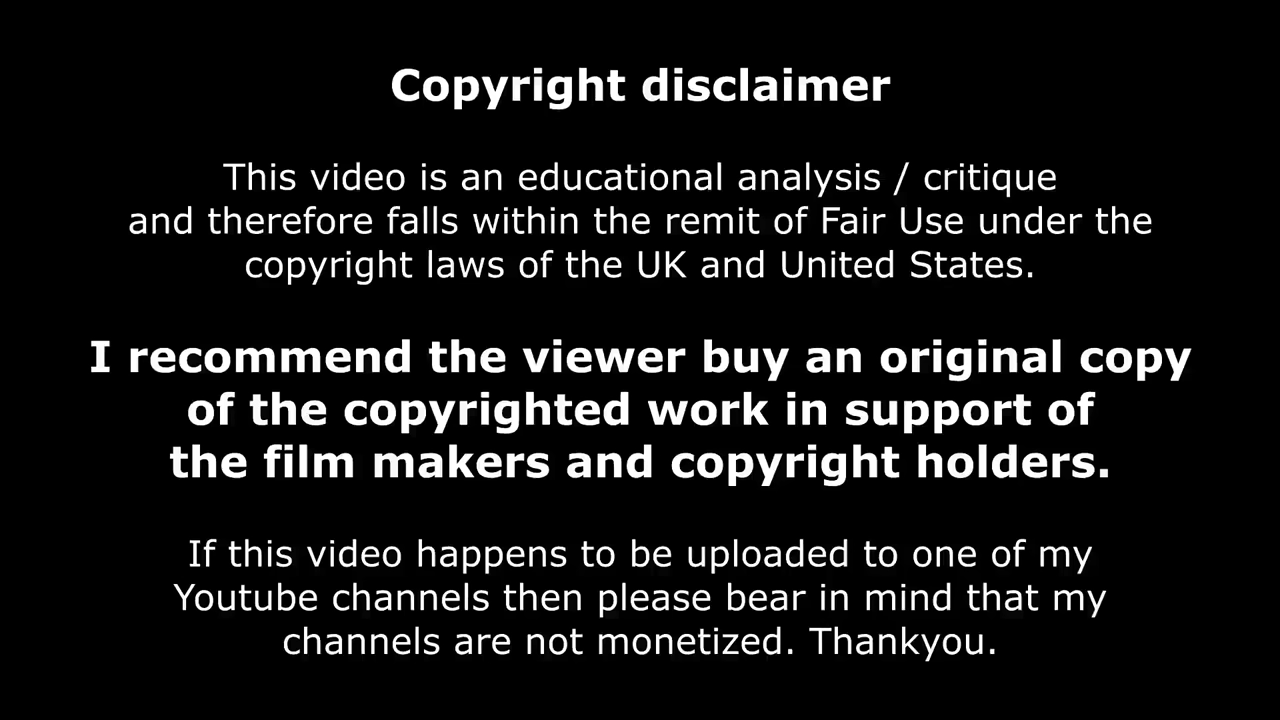 Copyright disclaimer
This video is an educational analysis / critique
and therefore falls within the remit of Fair Use under the
copyright laws of the UK and United States.
I recommend the viewer buy an original copy
of the copyrighted work in support of
the film makers and copyright holders.
If this video happens to be uploaded to one of my
Youtube channels then please bear in mind that my
channels are not monetized. Thankyou.